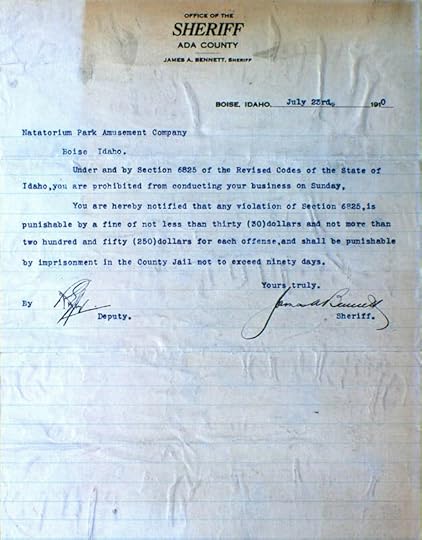 OFFICE OF THE
SHERIFF
ADA COUNTY
JAMES A. BENNETT, SHERIFF
BOISE, IDAHO, July 23rd, 1910
Natatorium Park Amusement Company
Boise Idaho.
Under and by Section 6825 of the Revised Codes of the State of
Idaho,you are prohibited from conducting your business on Sunday,
You are hereby notified that any violation of Section 6825,is
punishable by a fine of not less than thirty (30)dollars and not more than
two hundred and fifty (250)dollars for each offense,and shall be punishable
by imprisonment in the County Jail not to exceed ninety days.
Yours truly.
By James A Bennett
Deputy. Sheriff.